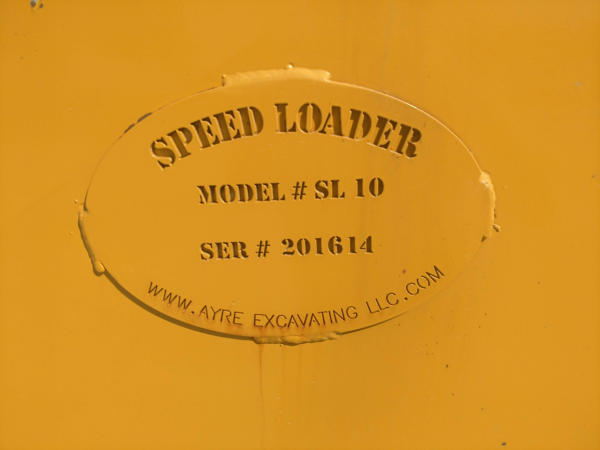 SPEED LOADER
MODEL # SL 10
SER # 201614
WWW.AYRE EXCAVATING LLC.COM